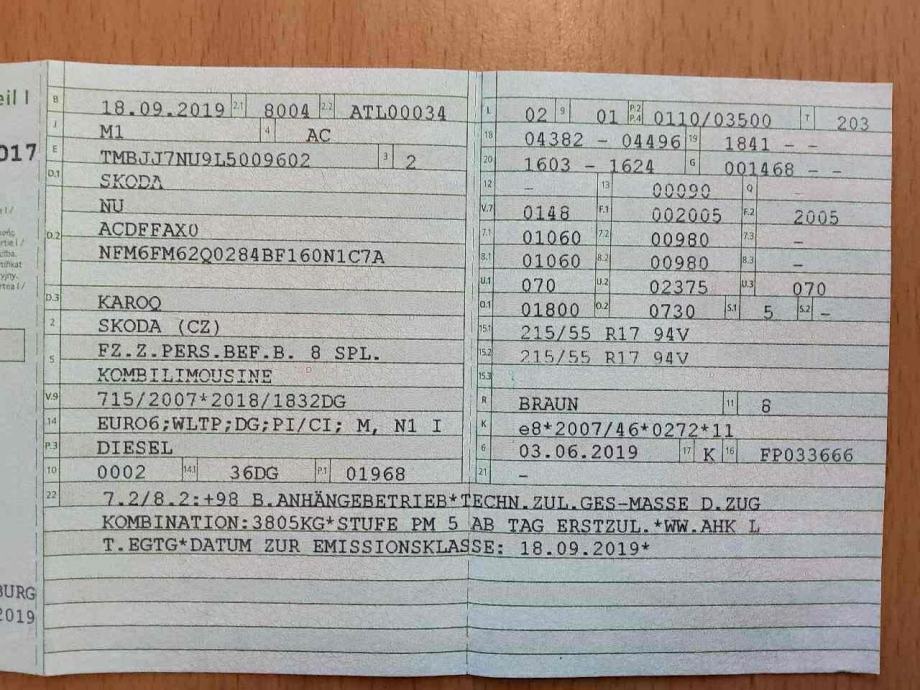 eil I
017
BURG
2019
B 18.09.2019 2.1 8004 2.2 ATL00034
J M1 4 AC
E TMBJJ7NU9L5009602 3 2
D.1 SKODA
NU
D.2 ACDFFAX0
NFM6FM62Q0284BF160N1C7A
D.3 KAROQ
2 SKODA (CZ)
5 FZ.Z.PERS.BEF.B. 8 SPL.
KOMBILIMOUSINE
V.9 715/2007*2018/1832DG
14 EURO6;WLTP;DG;PI/CI; M, N1 I
P.3 DIESEL
10 0002 14.1 36DG P.1 01968
L 02 9 01 P.2 P.4 0110/03500 T 203
18 04382 - 04496 19 1841 - -
20 1603 - 1624 G 001468 - -
12 - 13 00090 Q
V.7 0148 F.1 002005 F.2 2005
7.1 01060 7.2 00980 7.3 -
8.1 01060 8.2 00980 8.3 -
U.1 070 U.2 02375 U.3 070
O.1 01800 O.2 0730 S.1 5 S.2 -
15.1 215/55 R17 94V
15.2 215/55 R17 94V
15.3
R BRAUN 11 8
K e8*2007/46*0272*11
6 03.06.2019 17 K 16 FP033666
21 -
22 7.2/8.2:+98 B.ANHÄNGEBETRIEB*TECHN.ZUL.GES-MASSE D.ZUG
KOMBINATION:3805KG*STUFE PM 5 AB TAG ERSTZUL.*WW.AHK L
T.EGTG*DATUM ZUR EMISSIONSKLASSE: 18.09.2019*